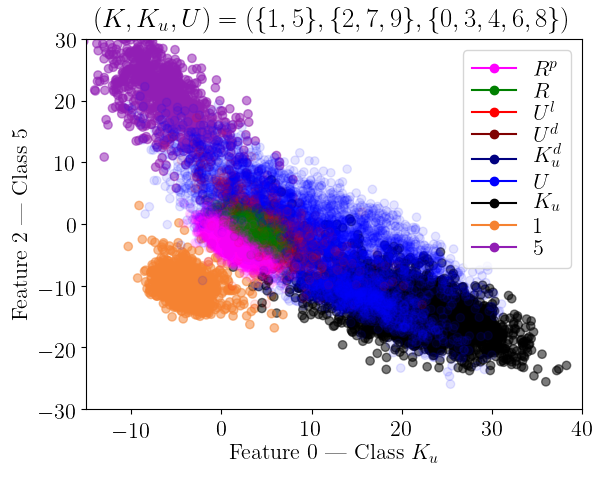 (K, K_u, U) = ({1, 5}, {2, 7, 9}, {0, 3, 4, 6, 8})
30
20
10
0
−10
−20
−30
Feature 2 — Class 5
R^p
R
U^l
U^d
K_u^d
U
K_u
1
5
−10
0
10
20
30
40
Feature 0 — Class K_u